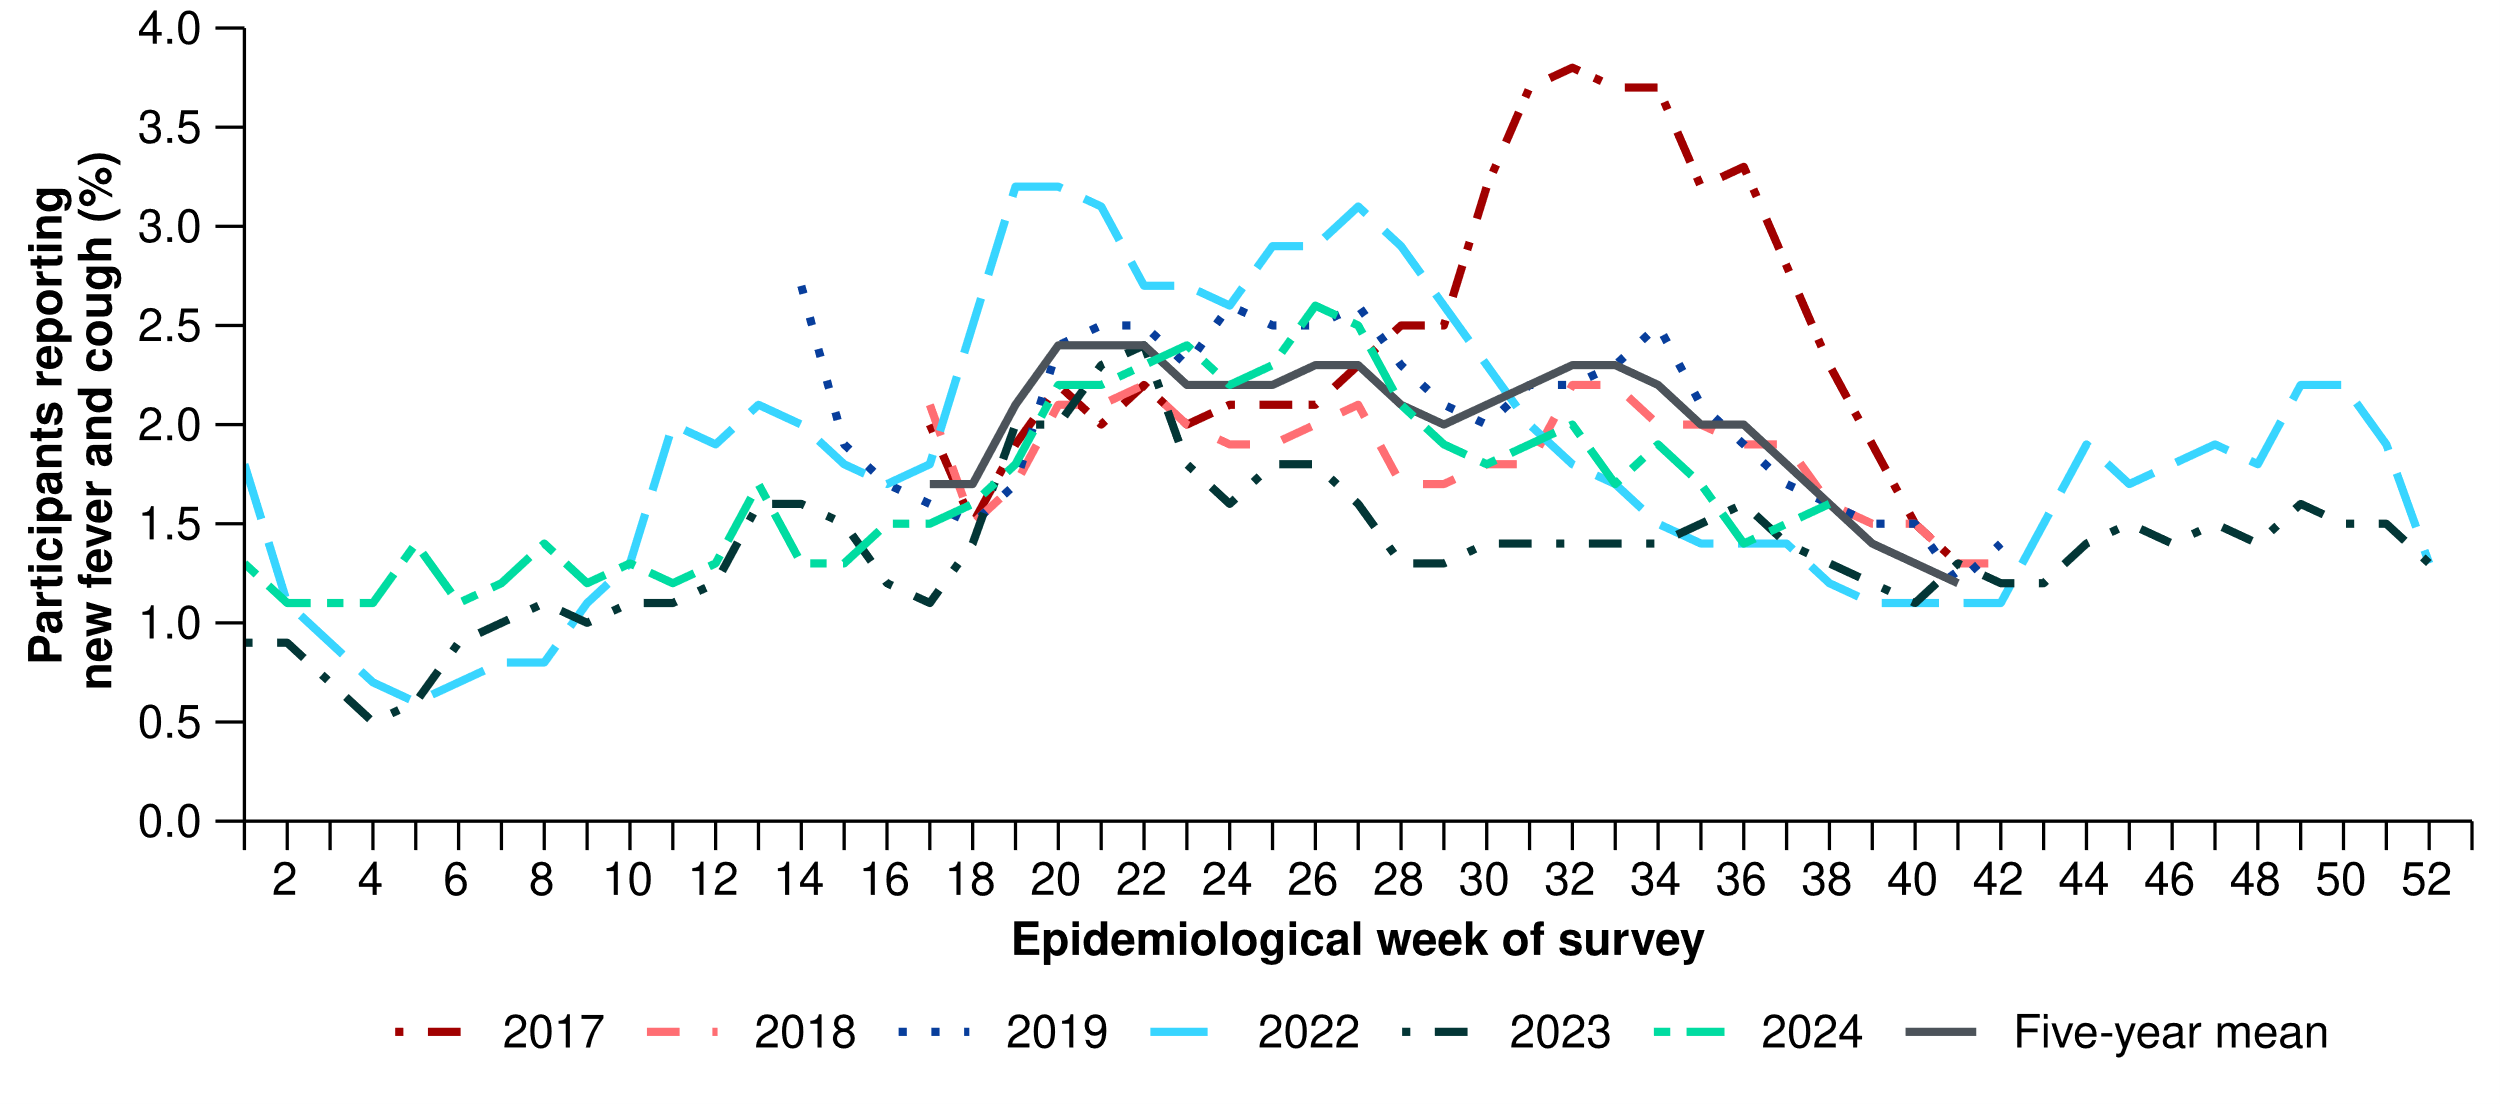 Participants reporting
new fever and cough (%)
4.0
3.5
3.0
2.5
2.0
1.5
1.0
0.5
0.0
2 4 6 8 10 12 14 16 18 20 22 24 26 28 30 32 34 36 38 40 42 44 46 48 50 52
Epidemiological week of survey
2017 2018 2019 2022 2023 2024 Five-year mean